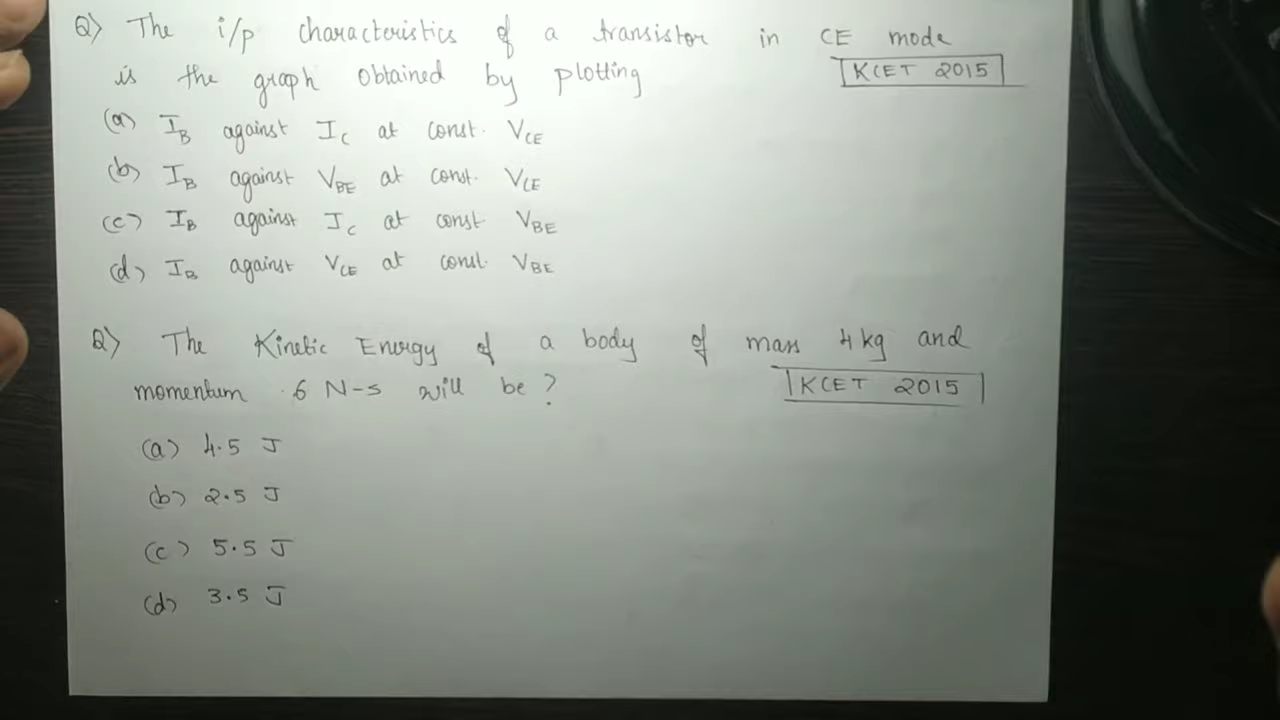 Q) The i/p characteristics of a transistor in CE mode
is the graph obtained by plotting KCET 2015
(a) IB against IC at const. VCE
(b) IB against VBE at const. VCE
(c) IB against IC at const VBE
(d) IB against VCE at const. VBE
Q) The Kinetic Energy of a body of mass 4 kg and
momentum 6 N-s will be? KCET 2015
(a) 4.5 J
(b) 2.5 J
(c) 5.5 J
(d) 3.5 J